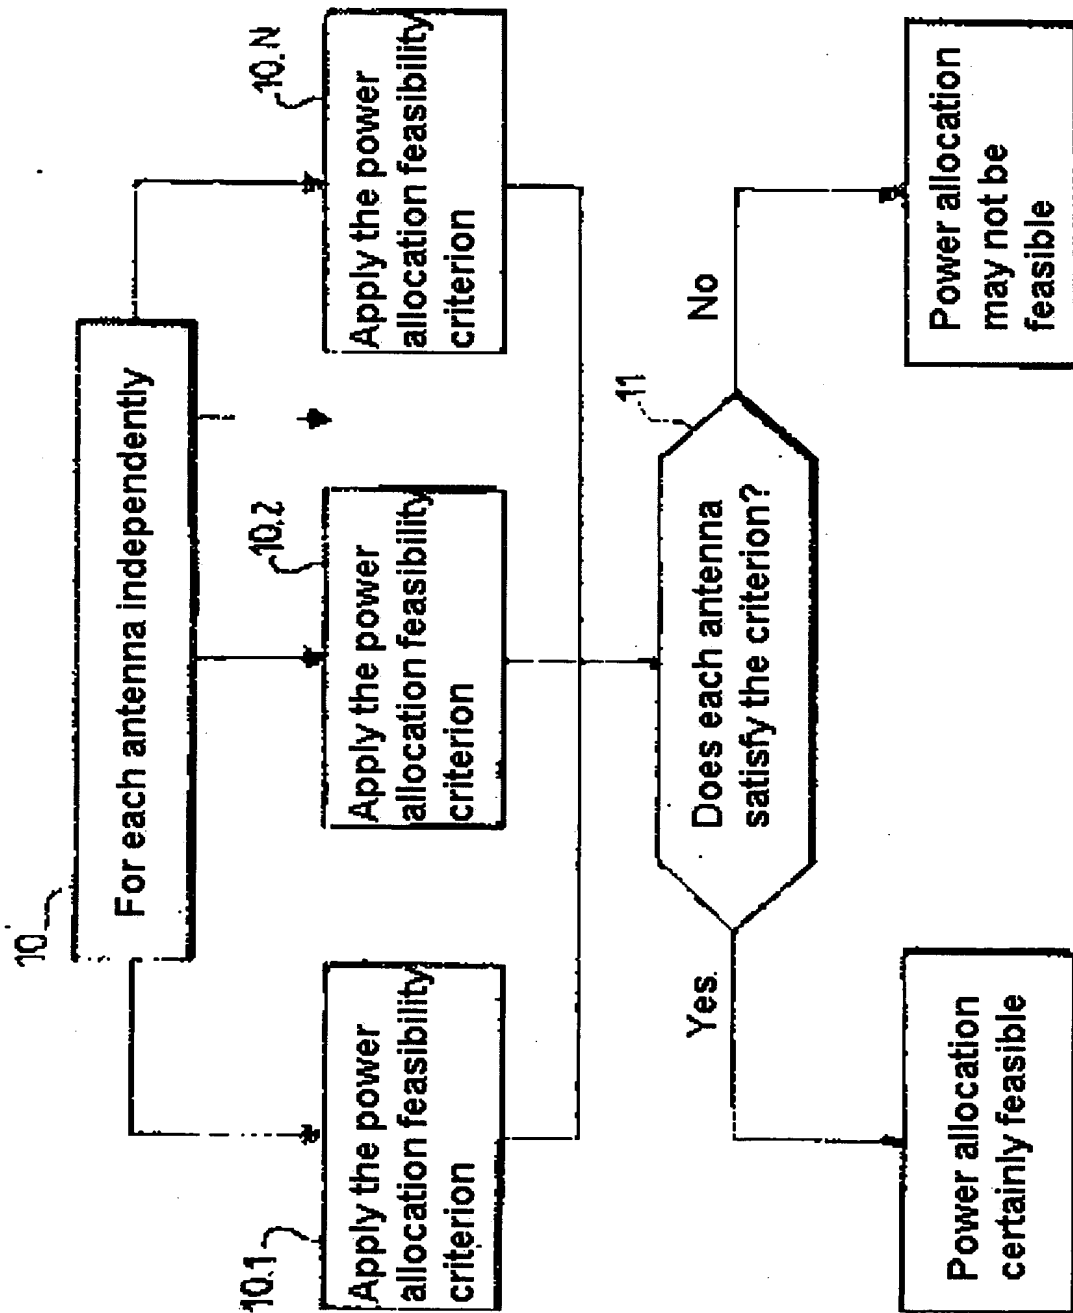 10
For each antenna independently
10.1
Apply the power
allocation feasibility
criterion
10.2
Apply the power
allocation feasibility
criterion
10.N
Apply the power
allocation feasibility
criterion
11
Does each antenna
satisfy the criterion?
Yes
No
Power allocation
certainly feasible
Power allocation
may not be
feasible